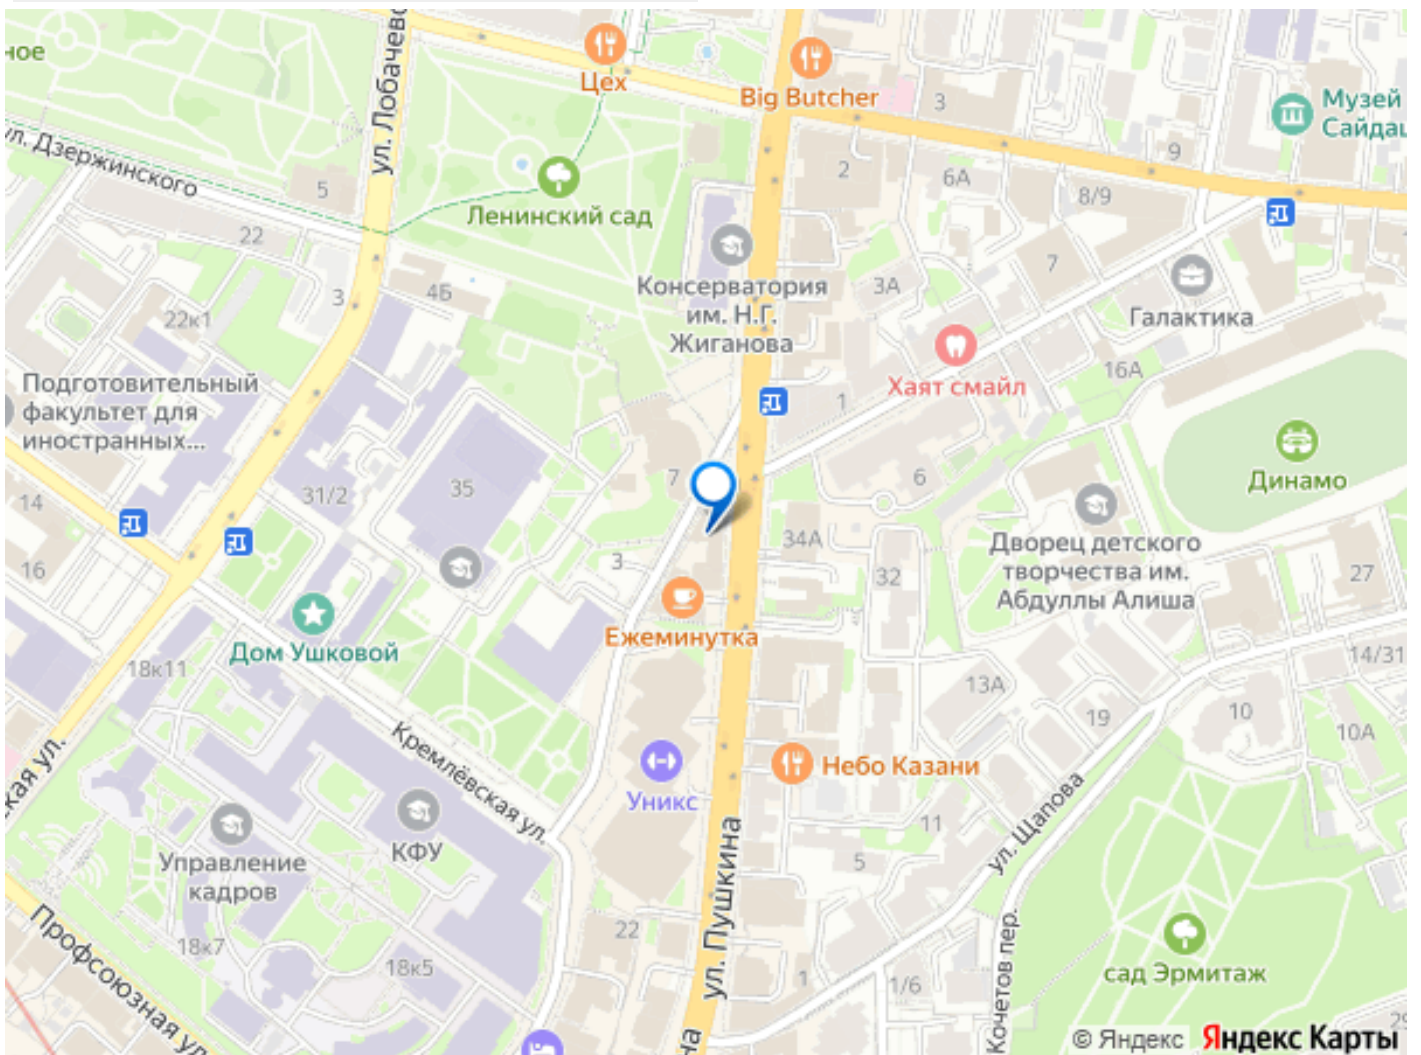 ное
ул. Лобачевс
Цех
Big Butcher
3
Музей
Сайдаш
9
ул. Дзержинского
5
2
6А
8/9
Ленинский сад
22
3
4Б
22к1
Консерватория
им. Н.Г.
Жиганова
3А
7
Галактика
Хаят смайл
16А
1
Подготовительный
факультет для
иностранных...
14
31/2
35
7
6
Динамо
16
3
34А
32
Дворец детского
творчества им.
Абдуллы Алиша
27
Дом Ушковой
Ежеминутка
18к11
13А
19
14/31
10
10А
Кремлёвская ул.
ская ул.
Уникс
Небо Казани
Управление
кадров
КФУ
11
5
ул. Щапова
ул. Пушкина
Профсоюзная ул
18к7
18к5
22
1
1/6
Кочетов пер.
сад Эрмитаж
29
на
© Яндекс Яндекс Карты